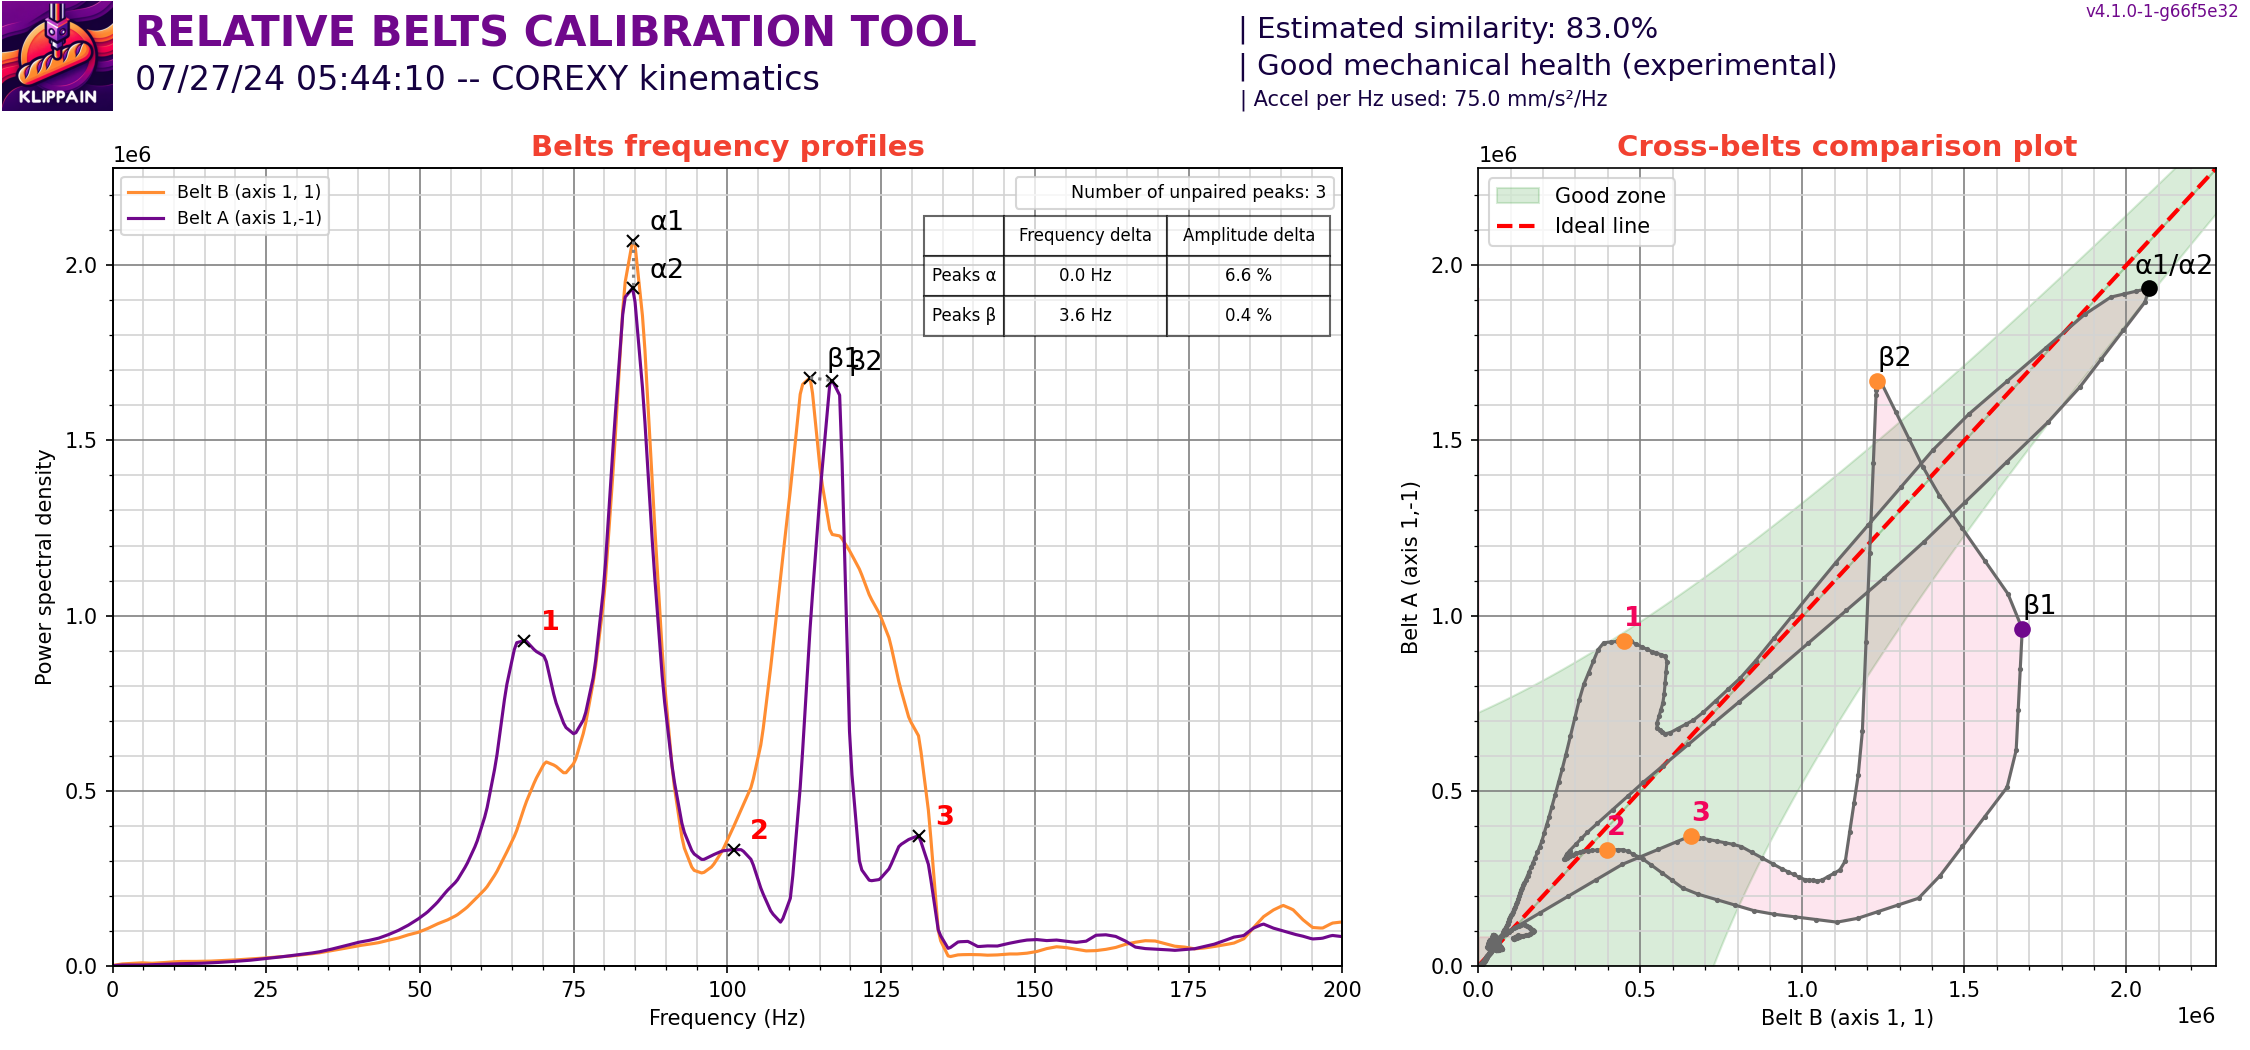 v4.1.0-1-g66f5e32
KLIPPAIN
RELATIVE BELTS CALIBRATION TOOL
07/27/24 05:44:10 -- COREXY kinematics
| Estimated similarity: 83.0%
| Good mechanical health (experimental)
| Accel per Hz used: 75.0 mm/s²/Hz
Belts frequency profiles
1e6
Belt B (axis 1, 1)
Belt A (axis 1,-1)
Number of unpaired peaks: 3
Frequency delta Amplitude delta
Peaks α 0.0 Hz 6.6 %
Peaks β 3.6 Hz 0.4 %
α1
α2
β1
β2
1
2
3
Power spectral density
2.0
1.5
1.0
0.5
0.0
0 25 50 75 100 125 150 175 200
Frequency (Hz)
Cross-belts comparison plot
1e6
Good zone
Ideal line
α1/α2
β2
β1
1
3
2
Belt A (axis 1,-1)
2.0
1.5
1.0
0.5
0.0
0.0 0.5 1.0 1.5 2.0
Belt B (axis 1, 1)
1e6